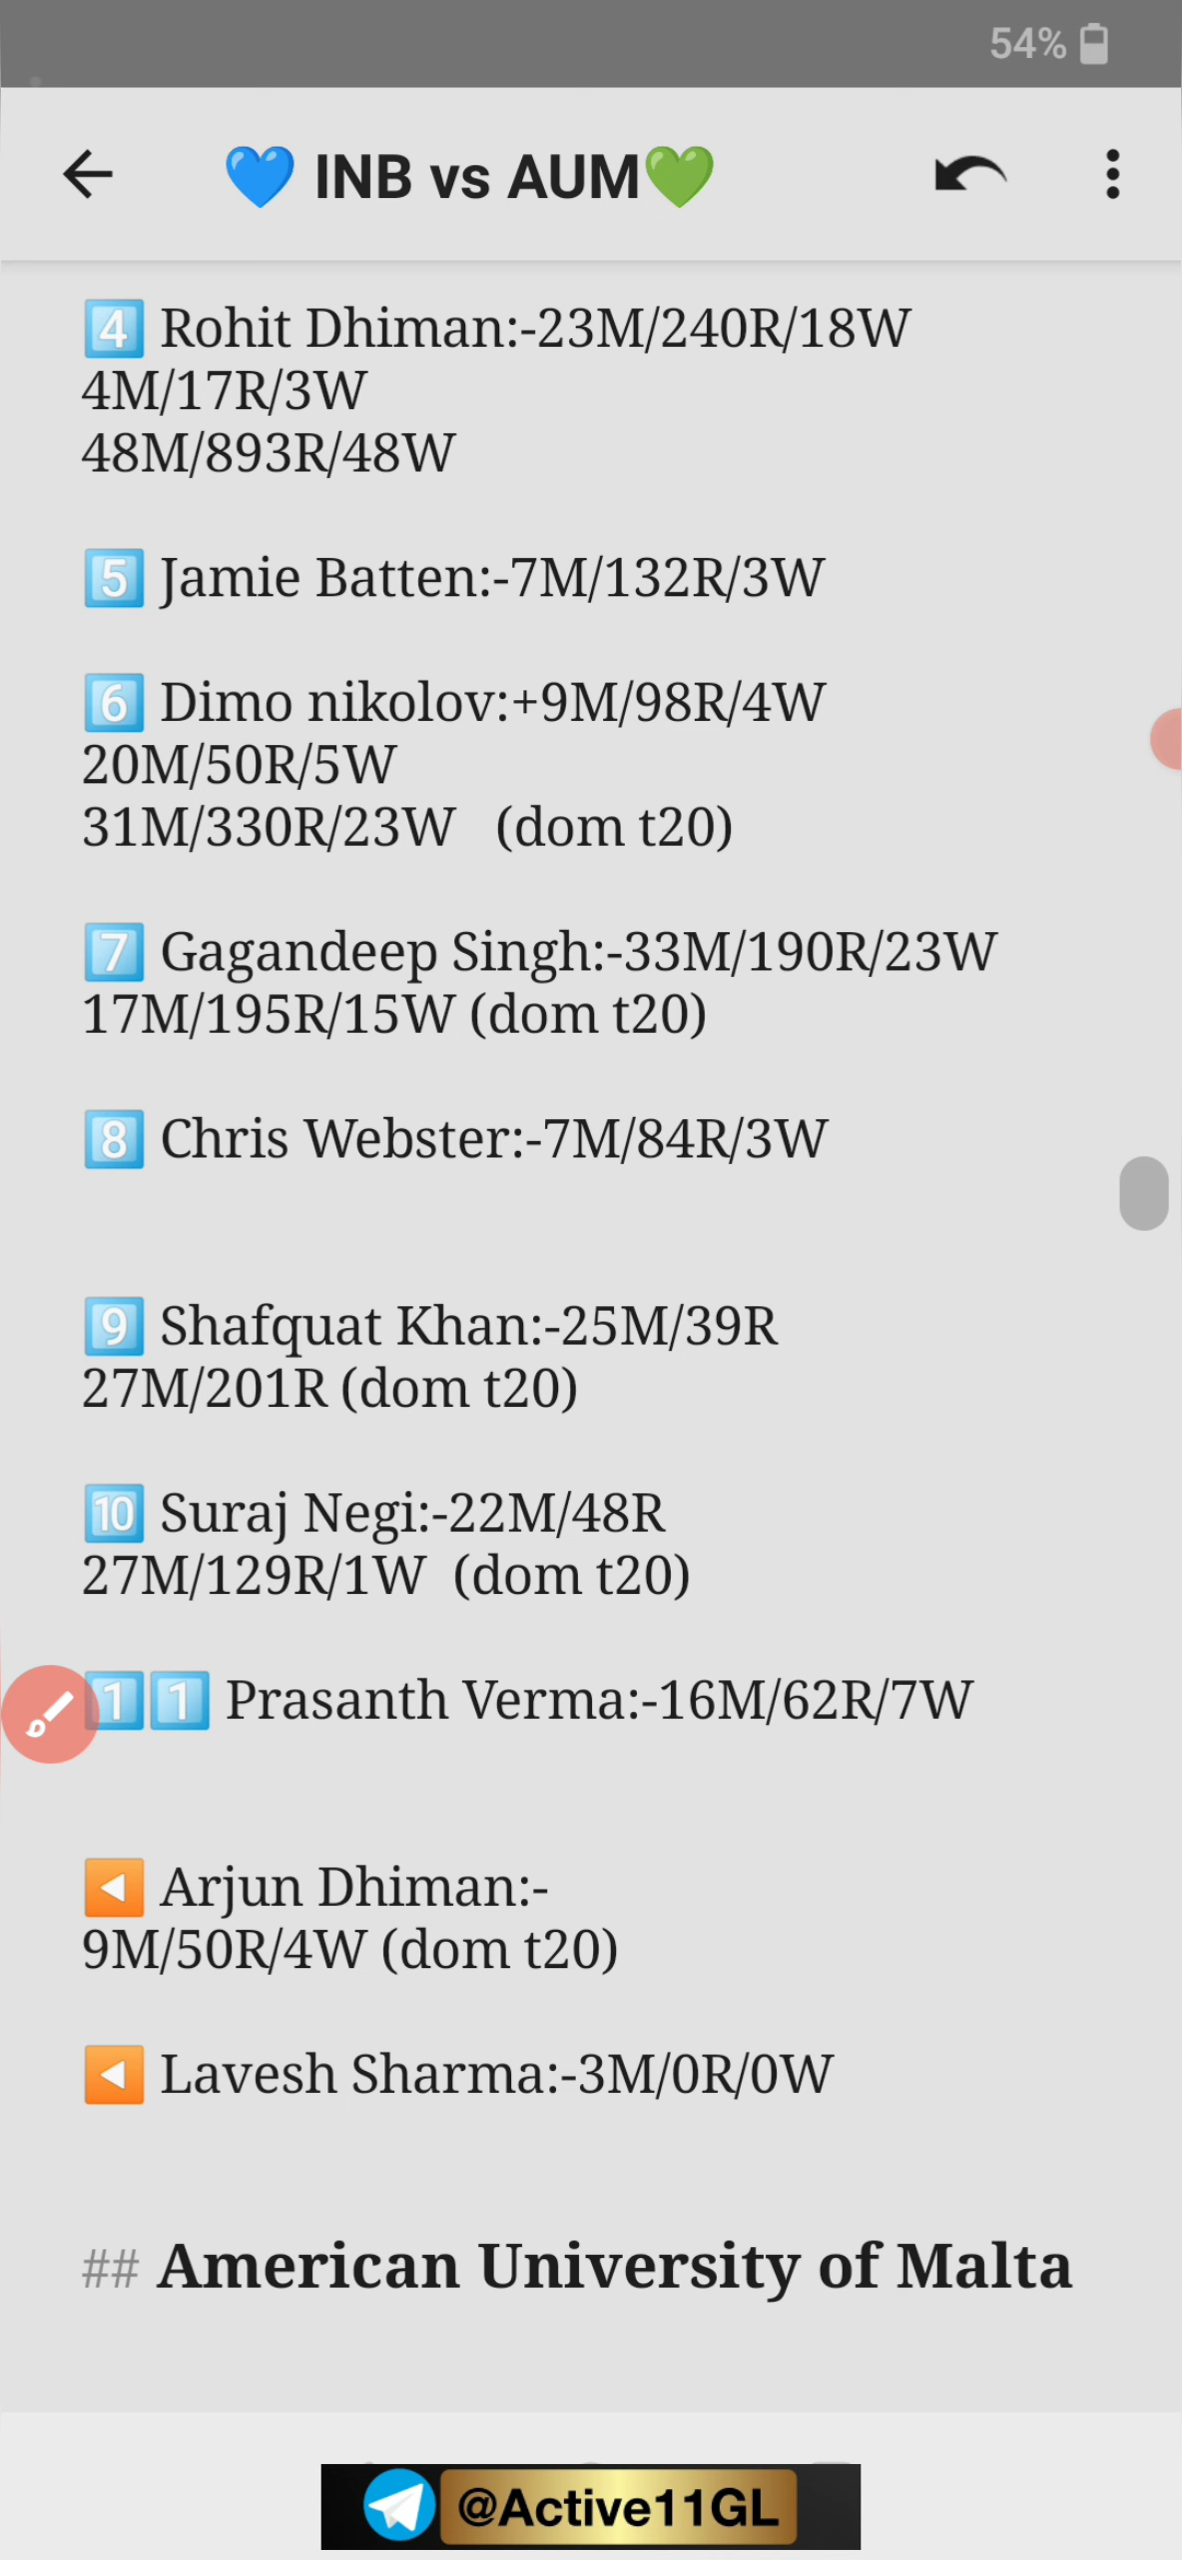 54%
💙 INB vs AUM💚
4️⃣ Rohit Dhiman:-23M/240R/18W
4M/17R/3W
48M/893R/48W
5️⃣ Jamie Batten:-7M/132R/3W
6️⃣ Dimo nikolov:+9M/98R/4W
20M/50R/5W
31M/330R/23W (dom t20)
7️⃣ Gagandeep Singh:-33M/190R/23W
17M/195R/15W (dom t20)
8️⃣ Chris Webster:-7M/84R/3W
9️⃣ Shafquat Khan:-25M/39R
27M/201R (dom t20)
🔟 Suraj Negi:-22M/48R
27M/129R/1W (dom t20)
1️⃣1️⃣ Prasanth Verma:-16M/62R/7W
◀️ Arjun Dhiman:-
9M/50R/4W (dom t20)
◀️ Lavesh Sharma:-3M/0R/0W
## American University of Malta
@Active11GL